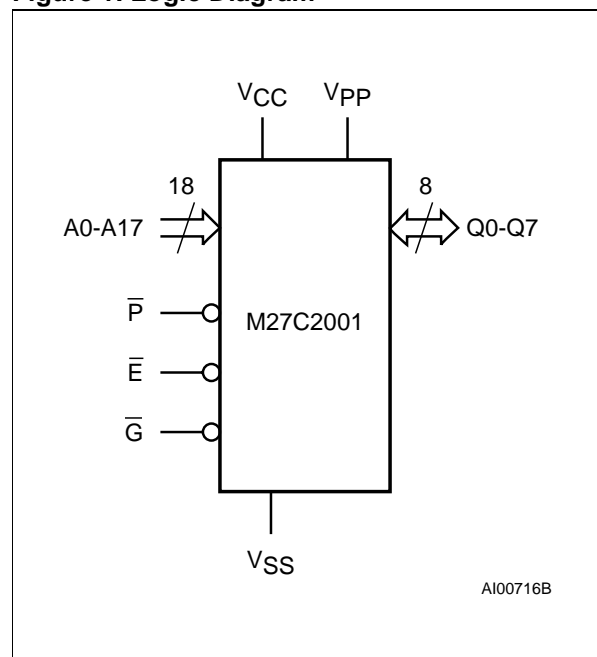 Figure 1. Logic Diagram
VCC VPP
18 8
A0-A17 Q0-Q7
P̅
M27C2001
E̅
G̅
VSS
AI00716B